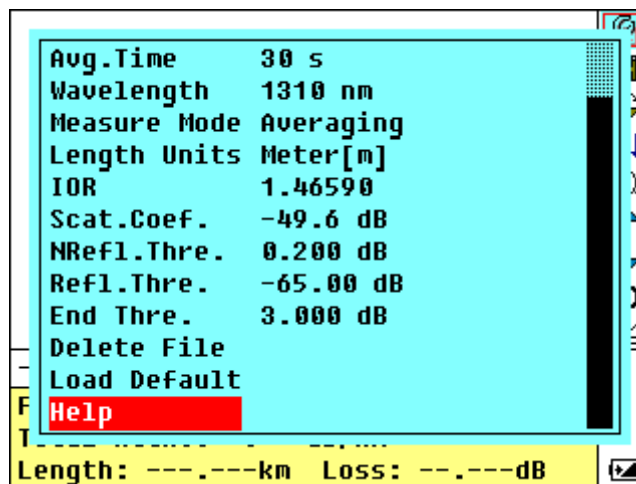 Avg.Time 30 s
Wavelength 1310 nm
Measure Mode Averaging
Length Units Meter[m]
IOR 1.46590
Scat.Coef. -49.6 dB
NRefl.Thre. 0.200 dB
Refl.Thre. -65.00 dB
End Thre. 3.000 dB
Delete File
Load Default
Help
Length: ---.---km Loss: --.---dB